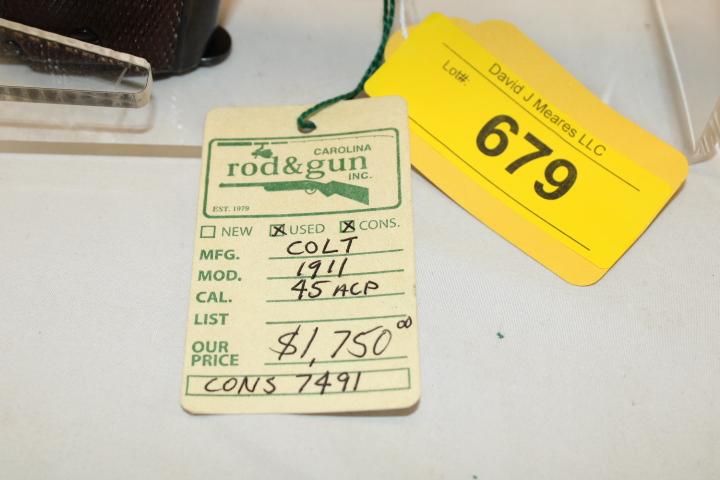 CAROLINA
rod&gun
INC.
EST. 1979
NEW USED CONS.
MFG. COLT
MOD. 1911
CAL. 45 ACP
LIST
OUR PRICE $1,750.00
CONS 7491
David J Meares LLC
Lot#:
679